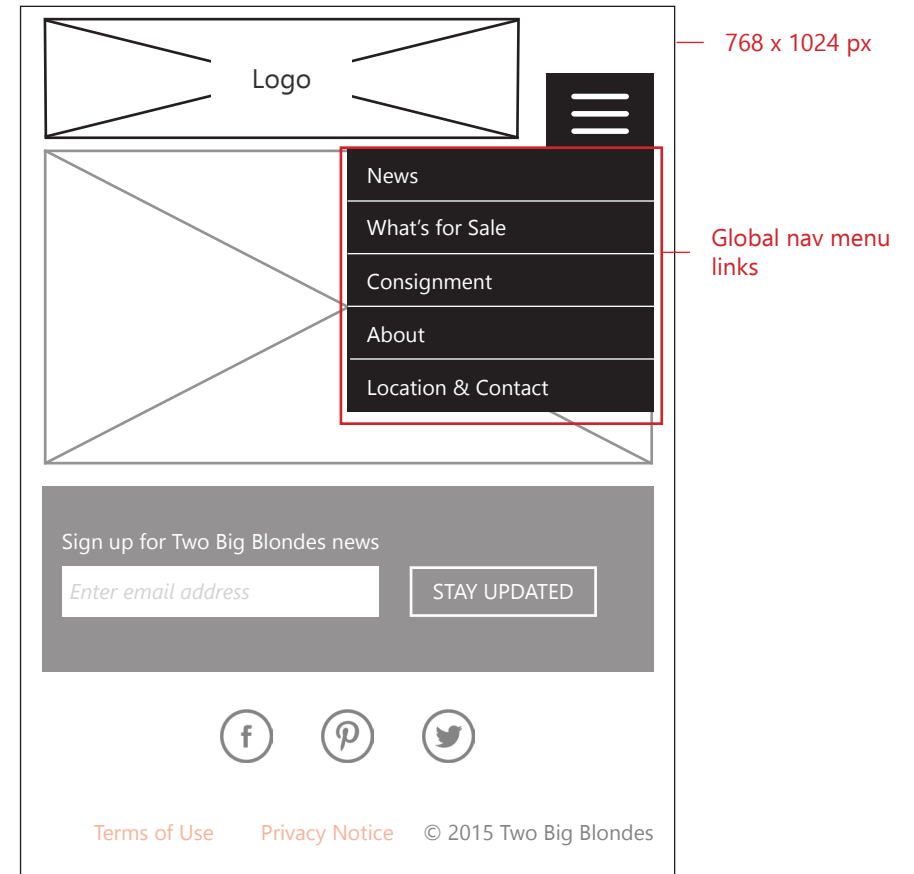 768 x 1024 px
Logo
News
What's for Sale
Global nav menu
links
Consignment
About
Location & Contact
Sign up for Two Big Blondes news
Enter email address
STAY UPDATED
Terms of Use Privacy Notice © 2015 Two Big Blondes